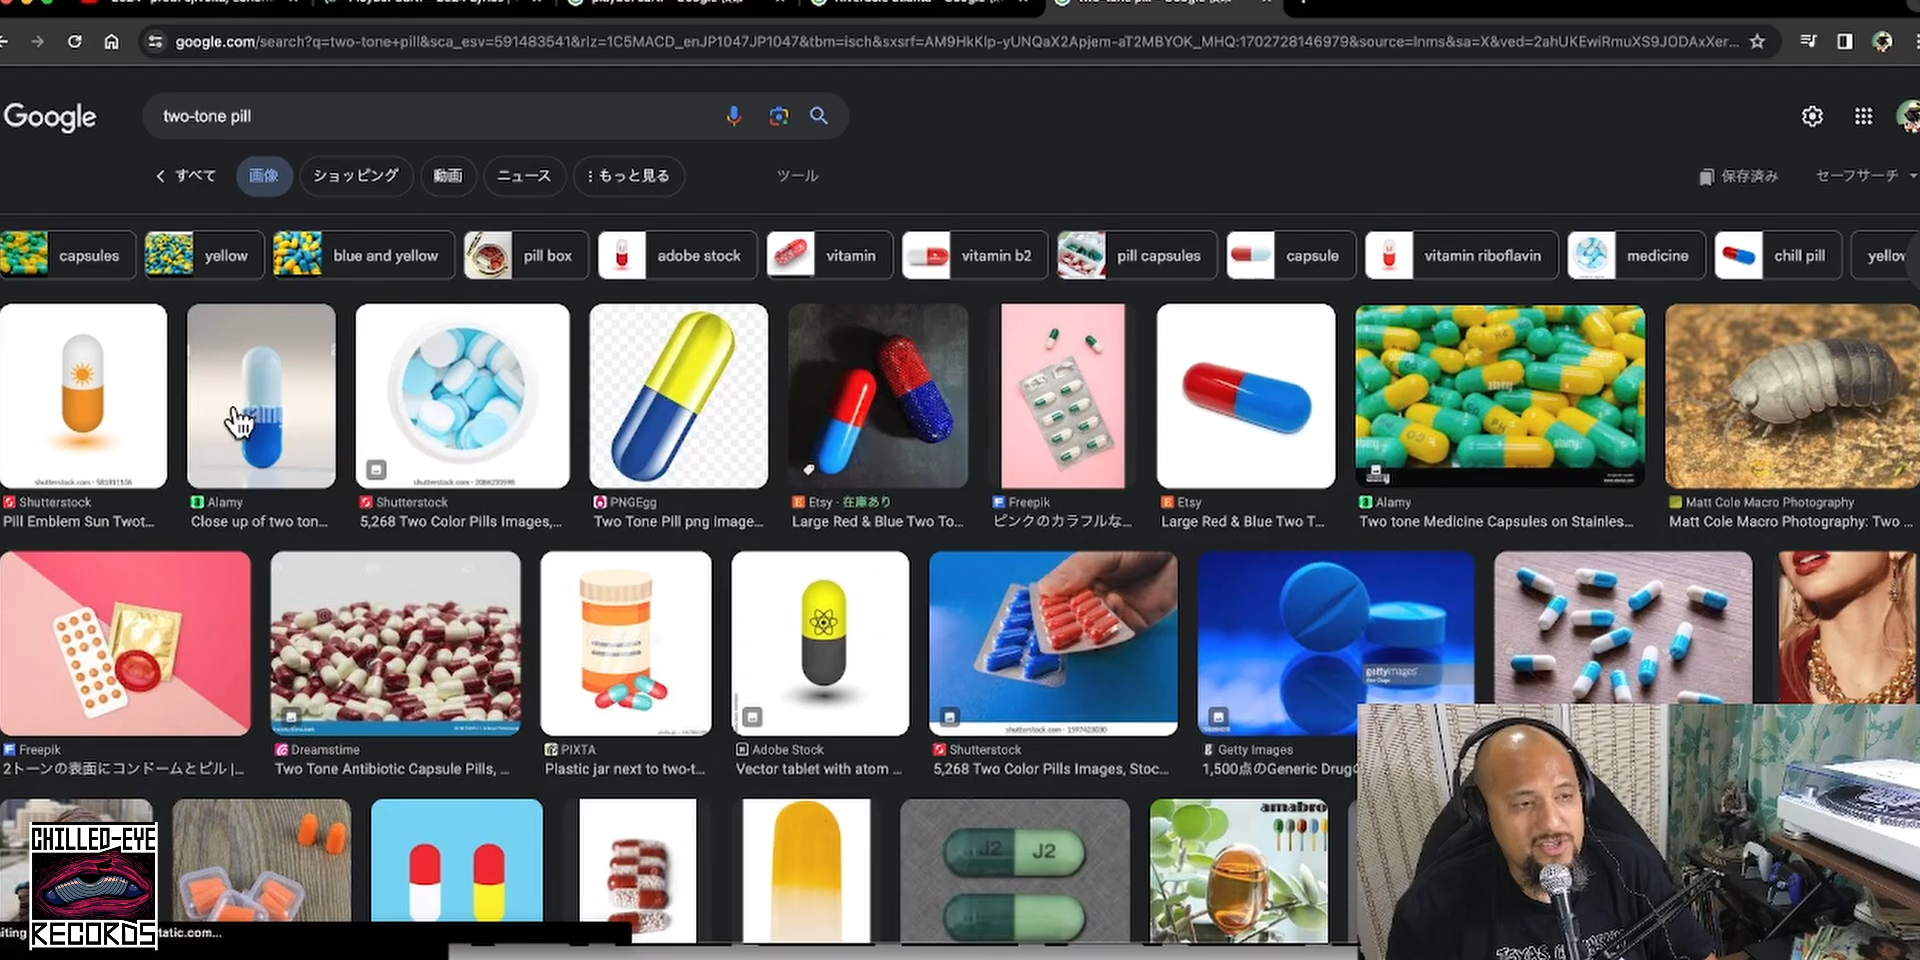 google.com/search?q=two-tone+pill&sca_esv=591483541&rlz=1C5MACD_enJP1047JP1047&tbm=isch&sxsrf=AM9HkKlp-yUNQaX2Apjem-aT2MBYOK_MHQ:1702728146979&source=lnms&sa=X&ved=2ahUKEwiRmuXS9JODAxXer...
Google
two-tone pill
すべて 画像 ショッピング 動画 ニュース もっと見る ツール 保存済み セーフサーチ
capsules yellow blue and yellow pill box adobe stock vitamin vitamin b2 pill capsules capsule vitamin riboflavin medicine chill pill yellow
Shutterstock Alamy Shutterstock PNGEgg Etsy · 在庫あり Freepik Etsy Alamy Matt Cole Macro Photography
Pill Emblem Sun Twot... Close up of two ton... 5,268 Two Color Pills Images,... Two Tone Pill png image... Large Red & Blue Two To... ピンクのカラフルな... Large Red & Blue Two T... Two tone Medicine Capsules on Stainles... Matt Cole Macro Photography: Two ...
gettyimages
Freepik Dreamstime PIXTA Adobe Stock Shutterstock Getty Images
2トーンの表面にコンドームとピル |... Two Tone Antibiotic Capsule Pills, ... Plastic jar next to two-t... Vector tablet with atom ... 5,268 Two Color Pills Images, Stoc... 1,500点のGeneric Drug
amabro
J2 J2
CHILLED-EYE
RECORDS
tatic.com...